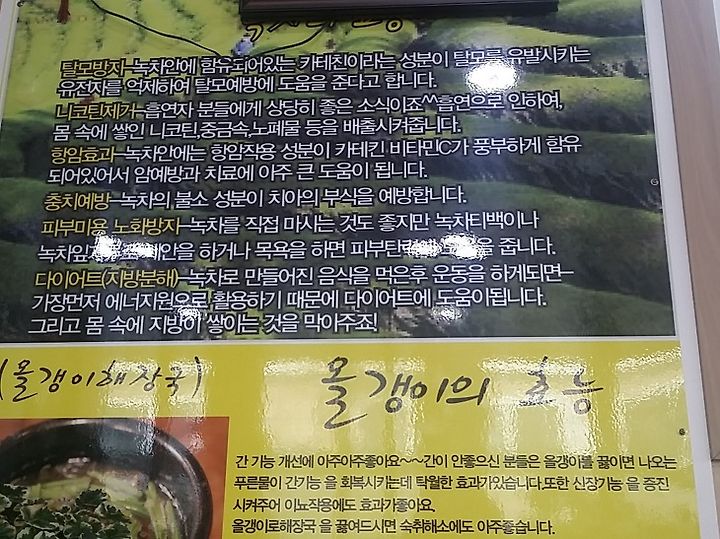 탈모방지-녹차안에 함유되어있는 카테친이라는 성분이 탈모를 유발시키는
유전자를 억제하여 탈모예방에 도움을 준다고 합니다.
니코틴제거-흡연자 분들에게 상당히 좋은 소식이죠^^흡연으로 인하여,
몸 속에 쌓인 니코틴,중금속,노폐물 등을 배출시켜줍니다.
항암효과-녹차안에는 항암작용 성분이 카테킨 비타민C가 풍부하게 함유
되어있어서 암예방과 치료에 아주 큰 도움이 됩니다.
충치예방-녹차의 불소 성분이 치아의 부식을 예방합니다.
피부미용 노화방자-녹차를 직접 마시는 것도 좋지만 녹차티백이나
하거나 목욕을 하면 줍니다.
다이어트(지방분해)-녹차로 만들어진 음식을 먹은후 운동을 하게되면-
가장먼저 에너자원으로 활용하기 때문에 다이어트에 도움이됩니다.
그리고 몸 속에 지방이 쌓이는 것을 막아주죠!
(올갱이해장국)
올갱이의 효능
간 기능 개선에 아주아주좋아요~~간이 안좋으신 분들은 올갱이를 끓이면 나오는
푸른물이 간기능 을 회복시키는데 탁월한 효과가있습니다.또한 신장기능 을 증진
시켜주어 이뇨작용에도 효과가좋아요.
올갱이로해장국 을 끓여드시면 숙취해소에도 아주좋습니다.